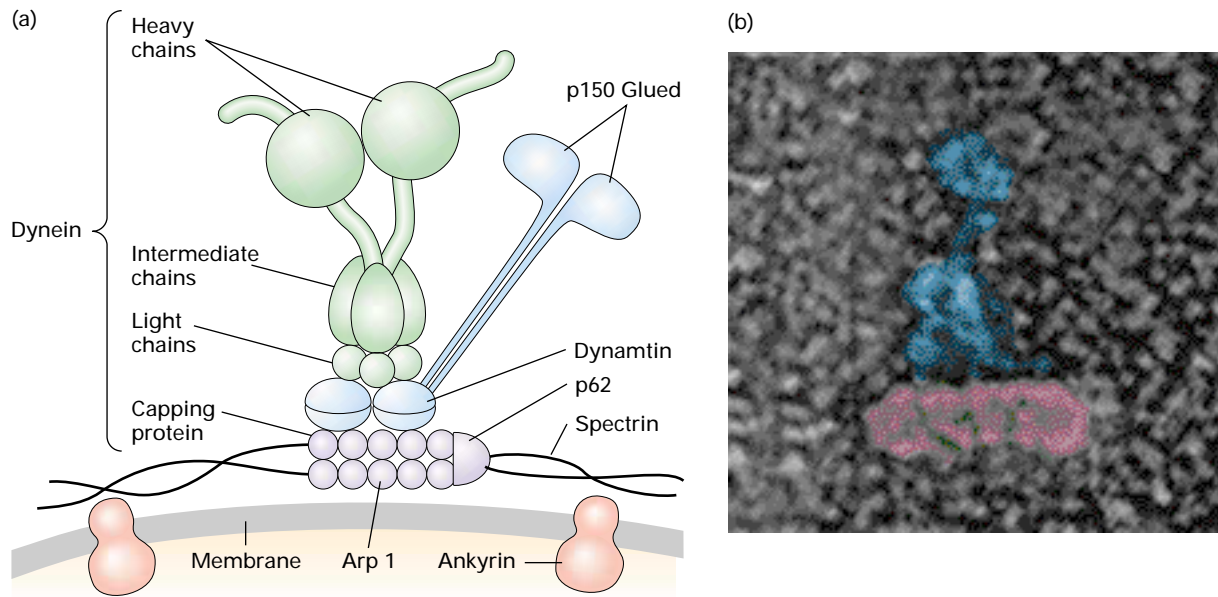 (a)
Heavy
chains
p150 Glued
Dynein
Intermediate
chains
Light
chains
Dynamtin
p62
Capping
protein
Spectrin
Membrane
Arp 1
Ankyrin
(b)